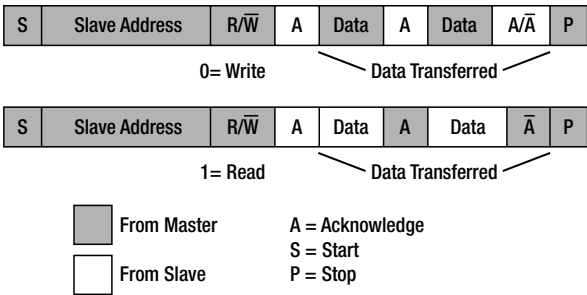 S Slave Address R/W̅ A Data A Data A/A̅ P
0= Write Data Transferred
S Slave Address R/W̅ A Data A Data A̅ P
1= Read Data Transferred
From Master A = Acknowledge
S = Start
From Slave P = Stop